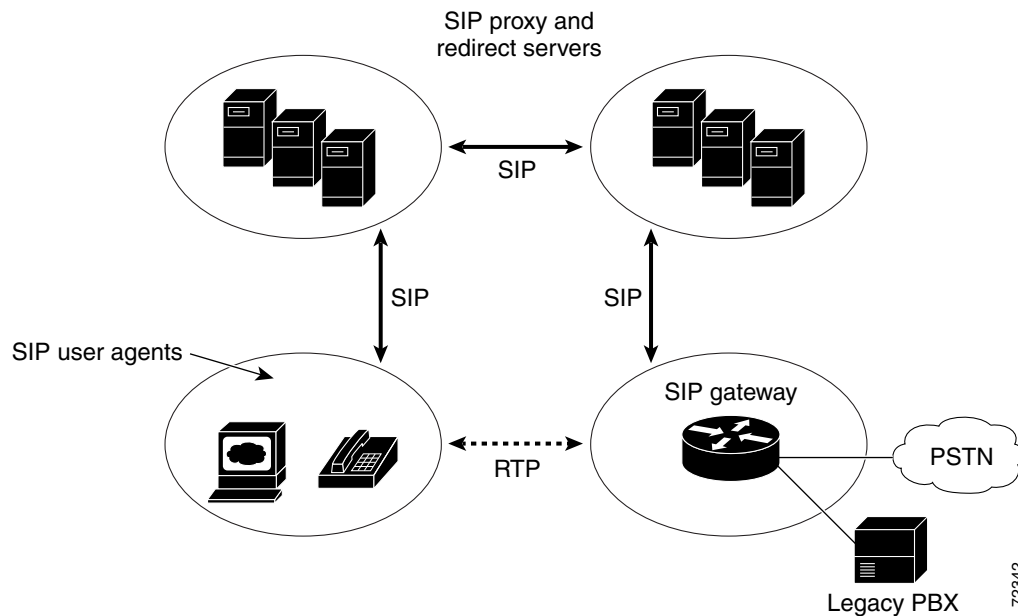 SIP proxy and
redirect servers
SIP
SIP
SIP
SIP user agents
SIP gateway
RTP
PSTN
Legacy PBX